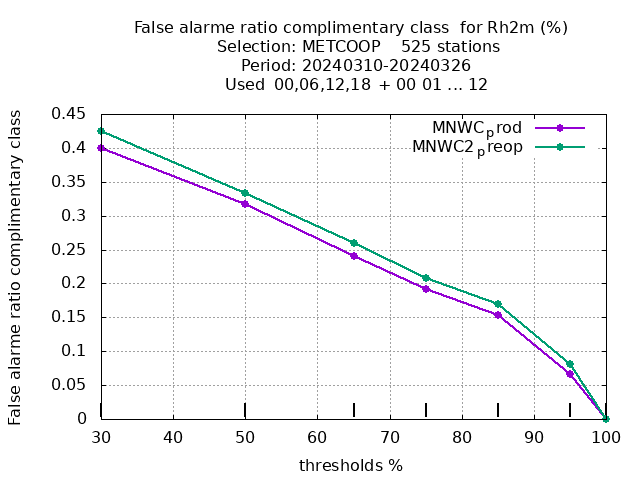 False alarme ratio complimentary class  for Rh2m (%)
Selection: METCOOP    525 stations
Period: 20240310-20240326
Used  00,06,12,18 + 00 01 ... 12
False alarme ratio complimentary class
MNWCprod
MNWC2preop
0.45
0.4
0.35
0.3
0.25
0.2
0.15
0.1
0.05
0
30 40 50 60 70 80 90 100
thresholds %